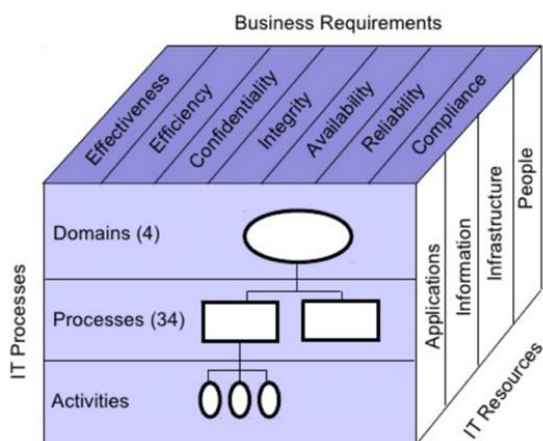 Business Requirements
Effectiveness
Efficiency
Confidentiality
Integrity
Availability
Reliability
Compliance
IT Processes
Domains (4)
Processes (34)
Activities
Applications
Information
Infrastructure
People
IT Resources